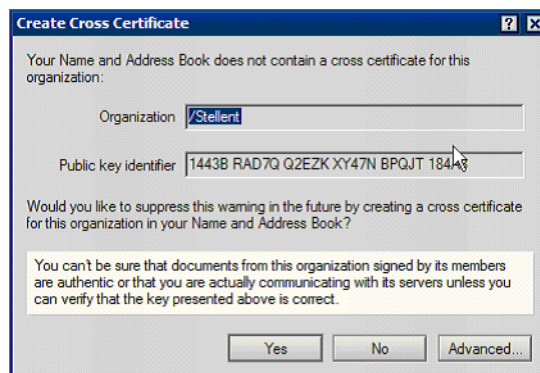 Create Cross Certificate
Your Name and Address Book does not contain a cross certificate for this
organization:
Organization /Stellent
Public key identifier 1443B RAD7Q Q2EZK XY47N BPQJT
Would you like to suppress this warning in the future by creating a cross certificate
for this organization in your Name and Address Book?
You can't be sure that documents from this organization signed by its members
are authentic or that you are actually communicating with its servers unless you
can verify that the key presented above is correct.
Yes No Advanced...